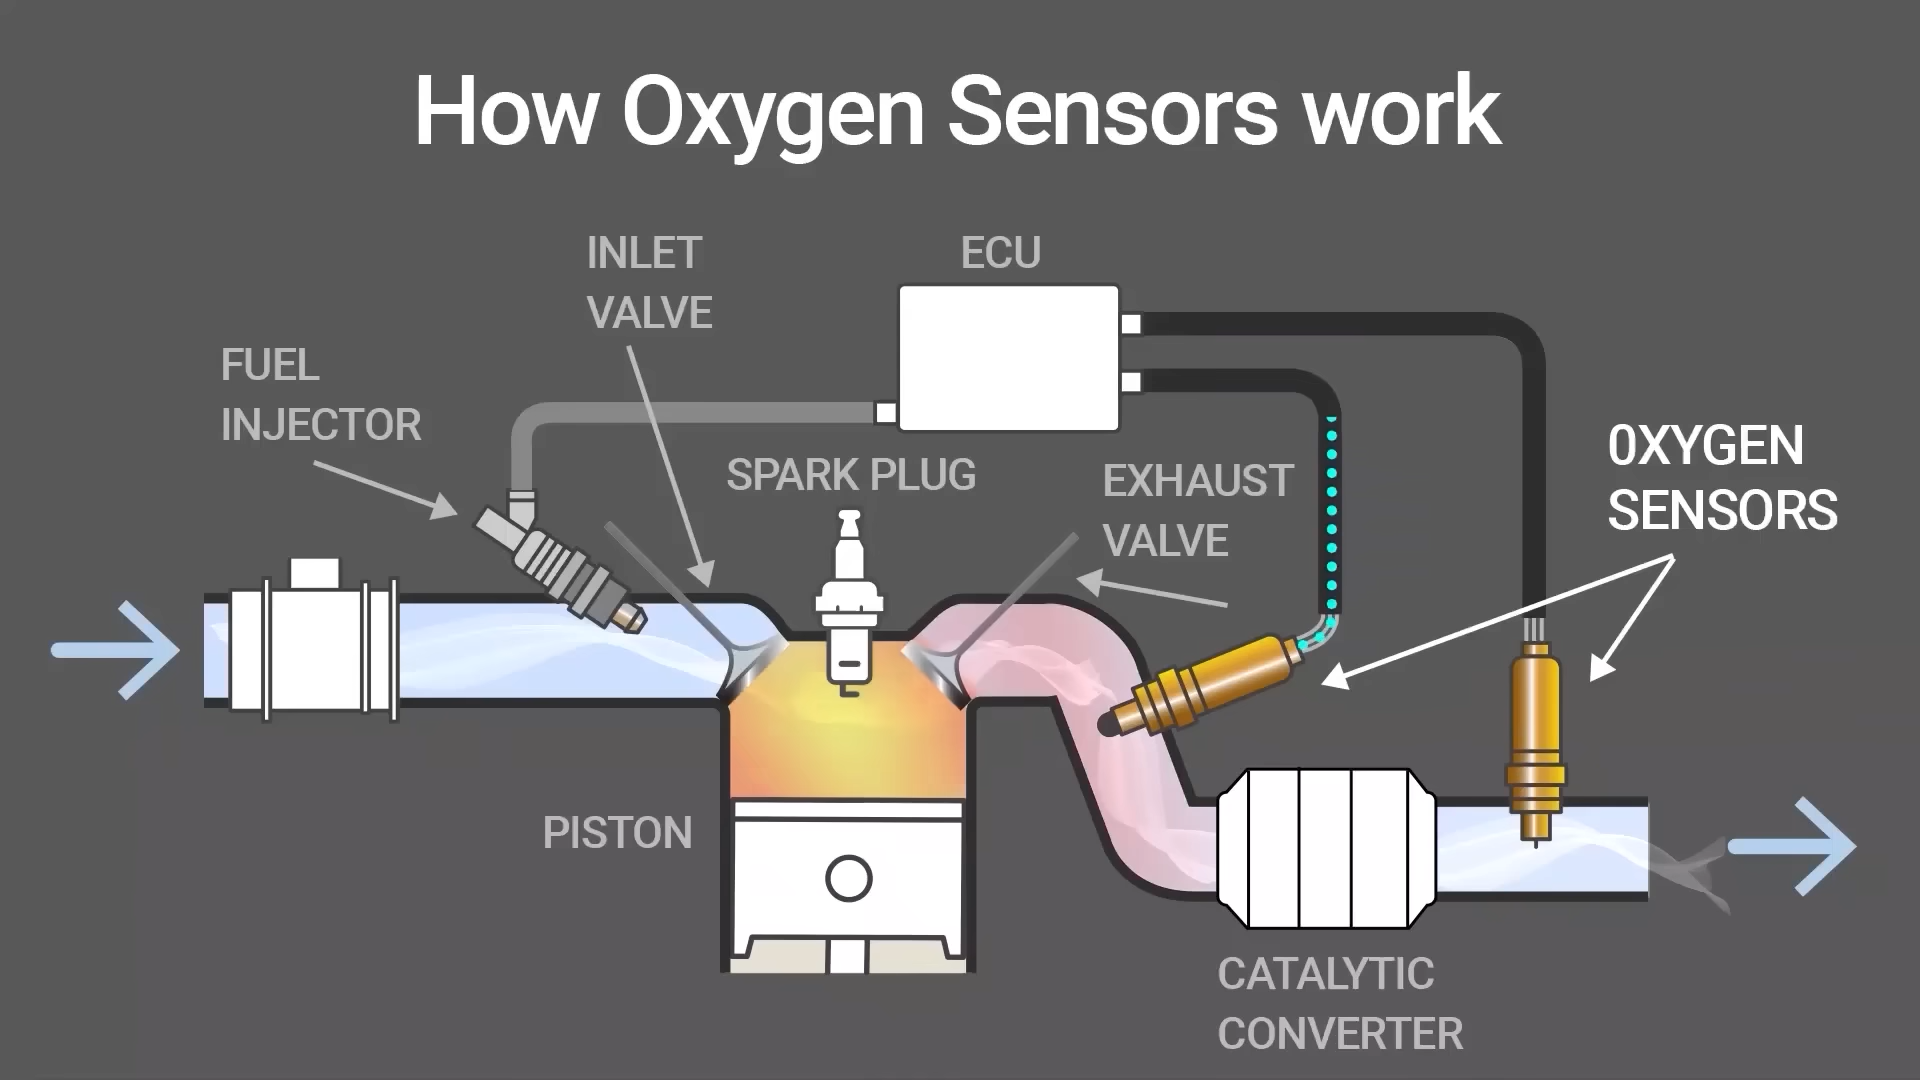 How Oxygen Sensors work
INLET
VALVE
ECU
FUEL
INJECTOR
SPARK PLUG
EXHAUST
VALVE
0XYGEN
SENSORS
PISTON
CATALYTIC
CONVERTER